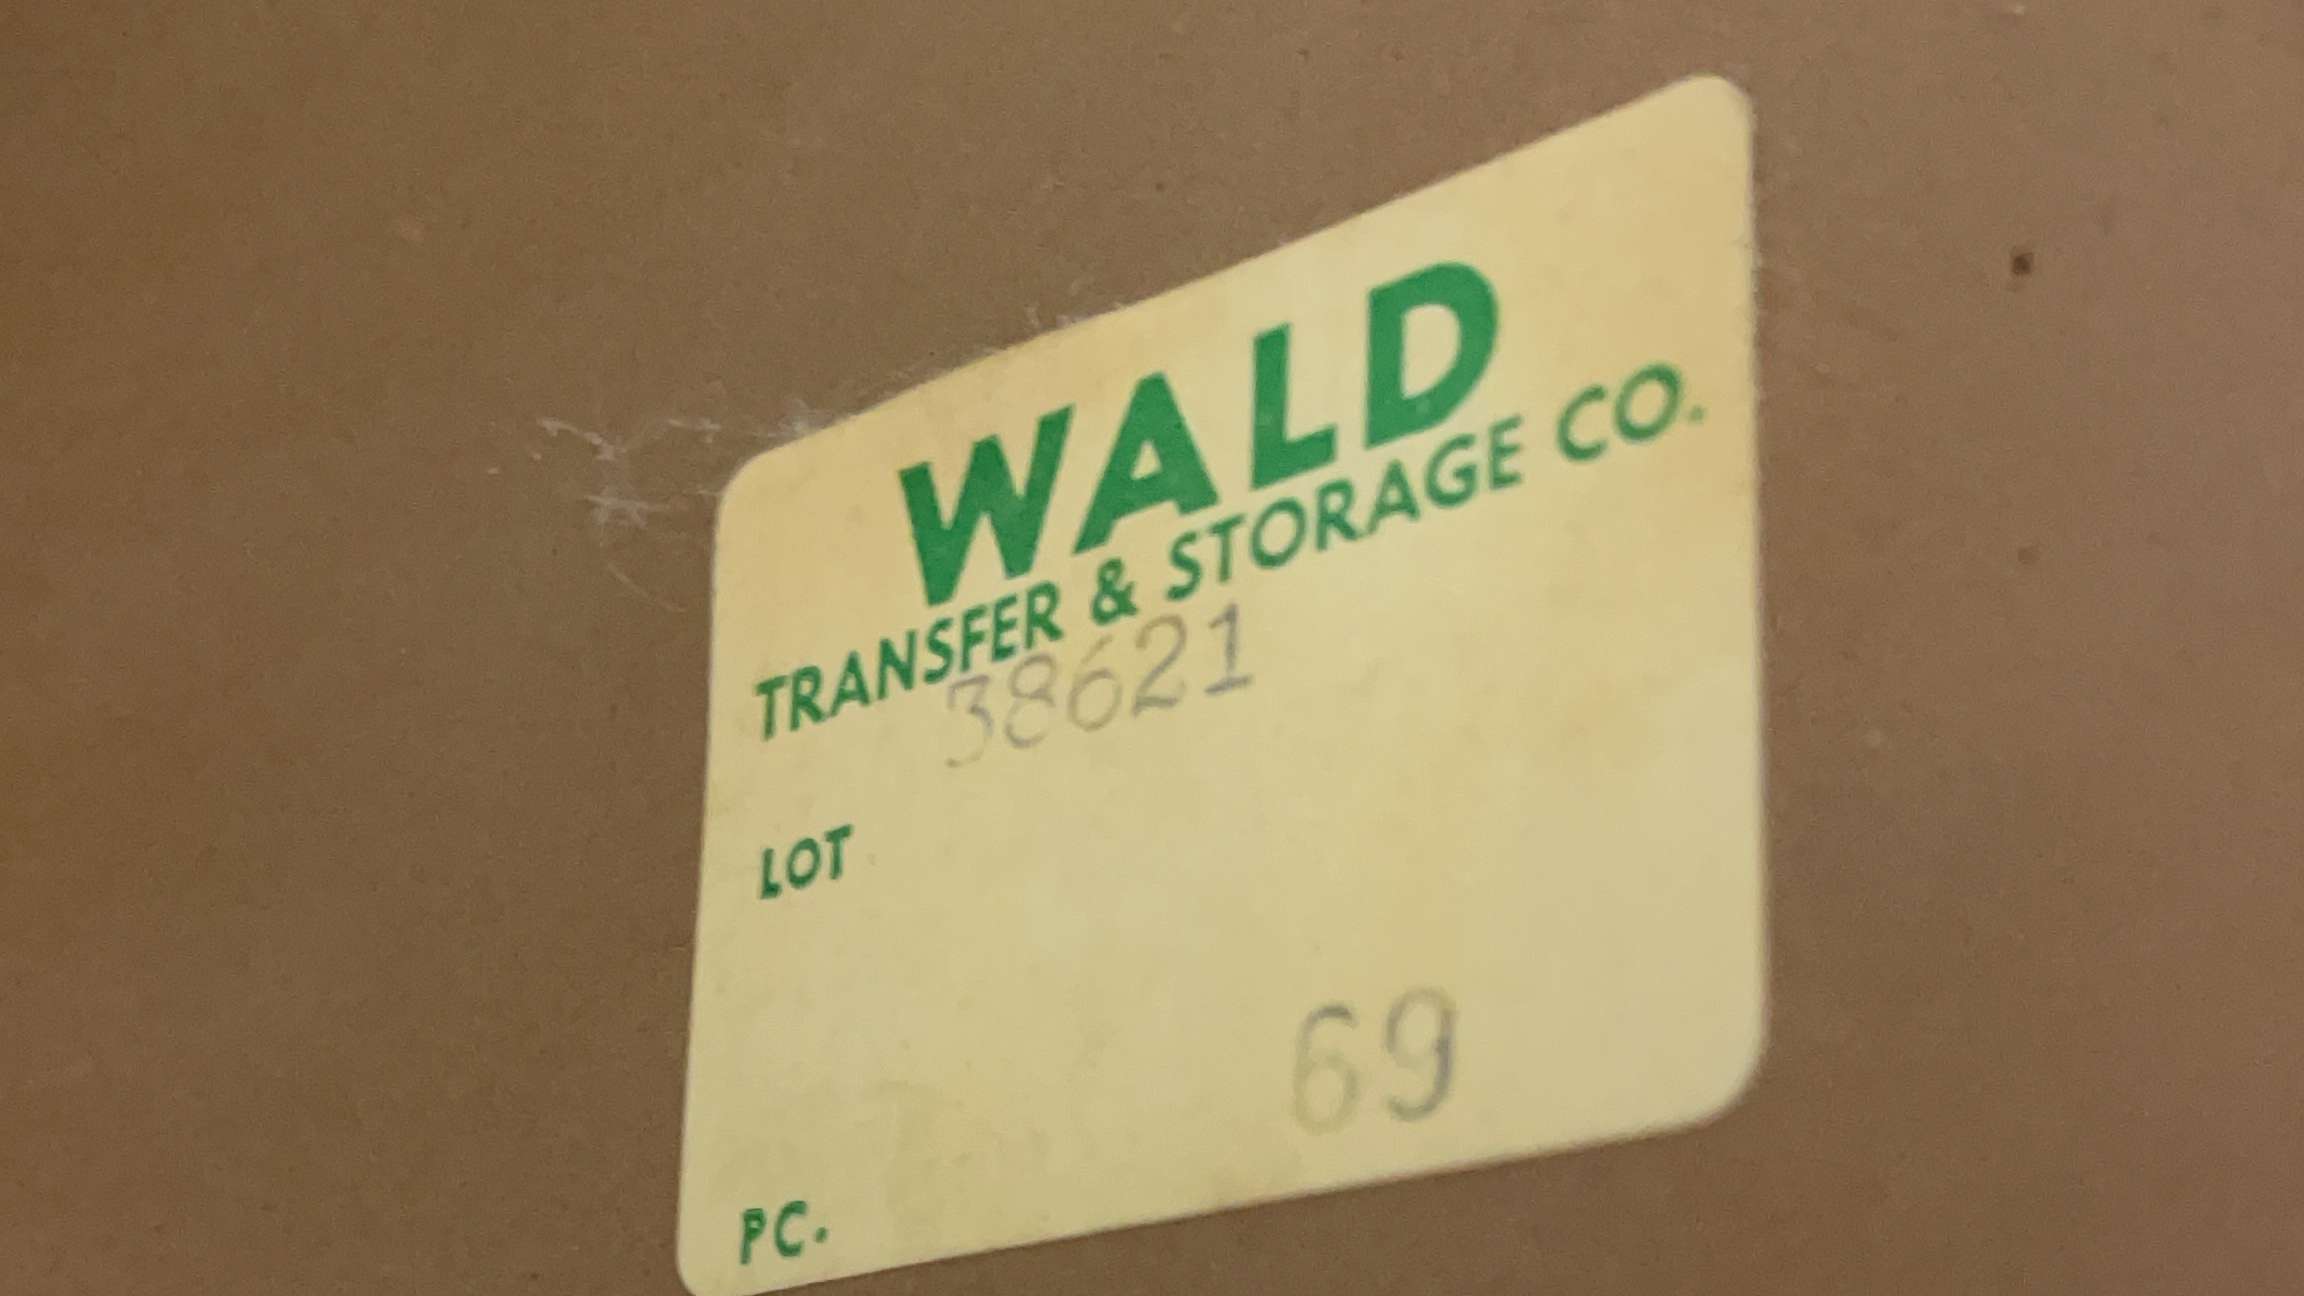 WALD
TRANSFER & STORAGE CO.
38621
LOT
69
PC.